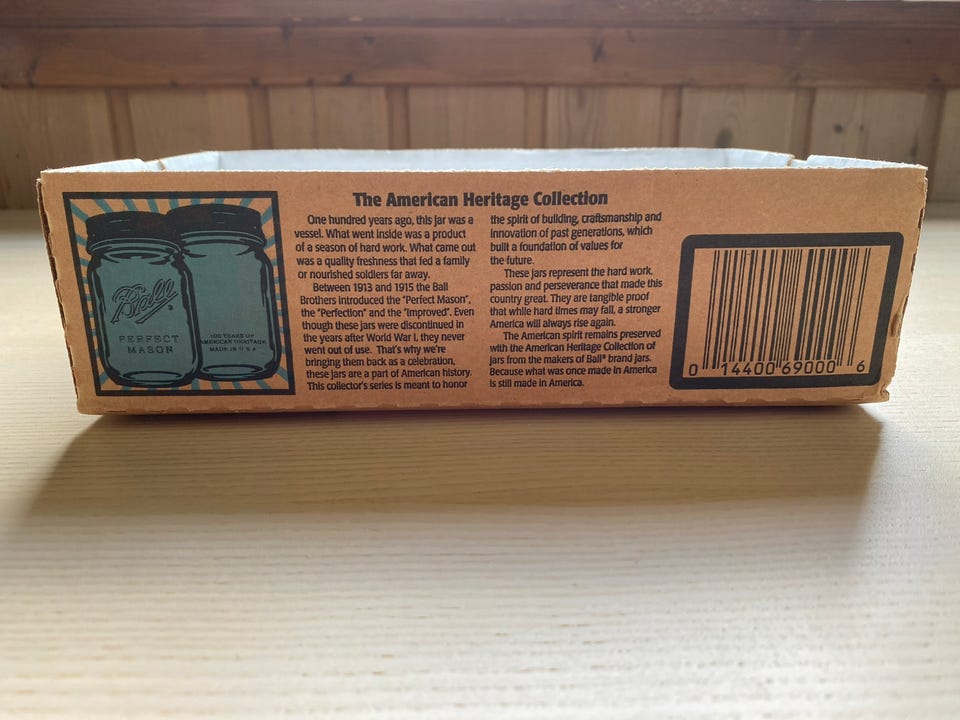 The American Heritage Collection
One hundred years ago, this jar was a
vessel. What went inside was a product
of a season of hard work. What came out
was a quality freshness that fed a family
or nourished soldiers far away.
Between 1913 and 1915 the Ball
Brothers introduced the "Perfect Mason",
the "Perfection" and the "Improved". Even
though these jars were discontinued in
the years after World War I, they never
went out of use. That's why we're
bringing them back as a celebration,
these jars are a part of American history.
This collector's series is meant to honor
the spirit of building, craftsmanship and
innovation of past generations, which
built a foundation of values for
the future.
These jars represent the hard work,
passion and perseverance that made this
country great. They are tangible proof
that while hard times may fall, a stronger
America will always rise again.
The American spirit remains preserved
with the American Heritage Collection of
jars from the makers of Ball® brand jars.
Because what was once made in America
is still made in America.
Ball®
PERFECT
MASON
100 YEARS OF
AMERICAN HERITAGE
MADE IN U S A
0 14400 69000 6